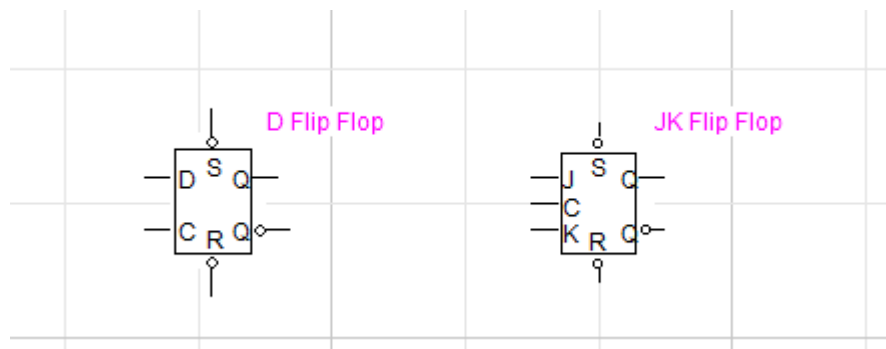 D Flip Flop
S
D Q
C R Q
JK Flip Flop
S
J Q
C
K R Q